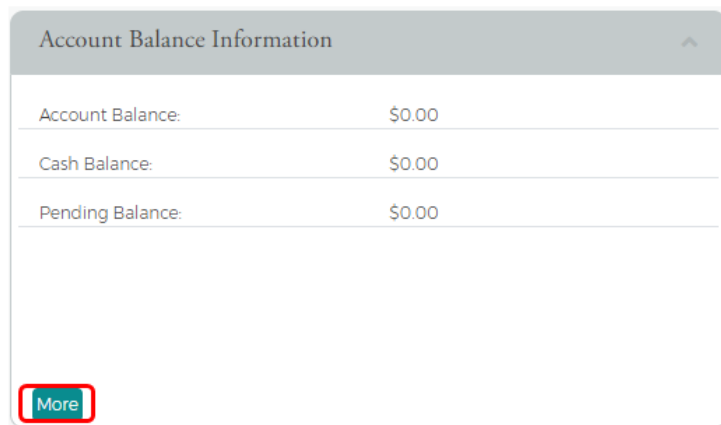 Account Balance Information
Account Balance: $0.00
Cash Balance: $0.00
Pending Balance: $0.00
More